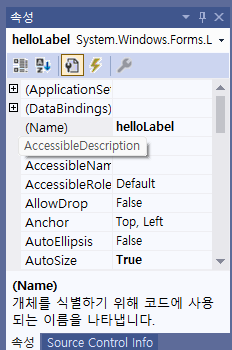 속성
helloLabel System.Windows.Forms.L
(ApplicationSet
(DataBindings)
(Name) helloLabel
AccessibleDescription
AccessibleNam
AccessibleRole Default
AllowDrop False
Anchor Top, Left
AutoEllipsis False
AutoSize True
(Name)
개체를 식별하기 위해 코드에 사용
되는 이름을 나타냅니다.
속성 Source Control Info